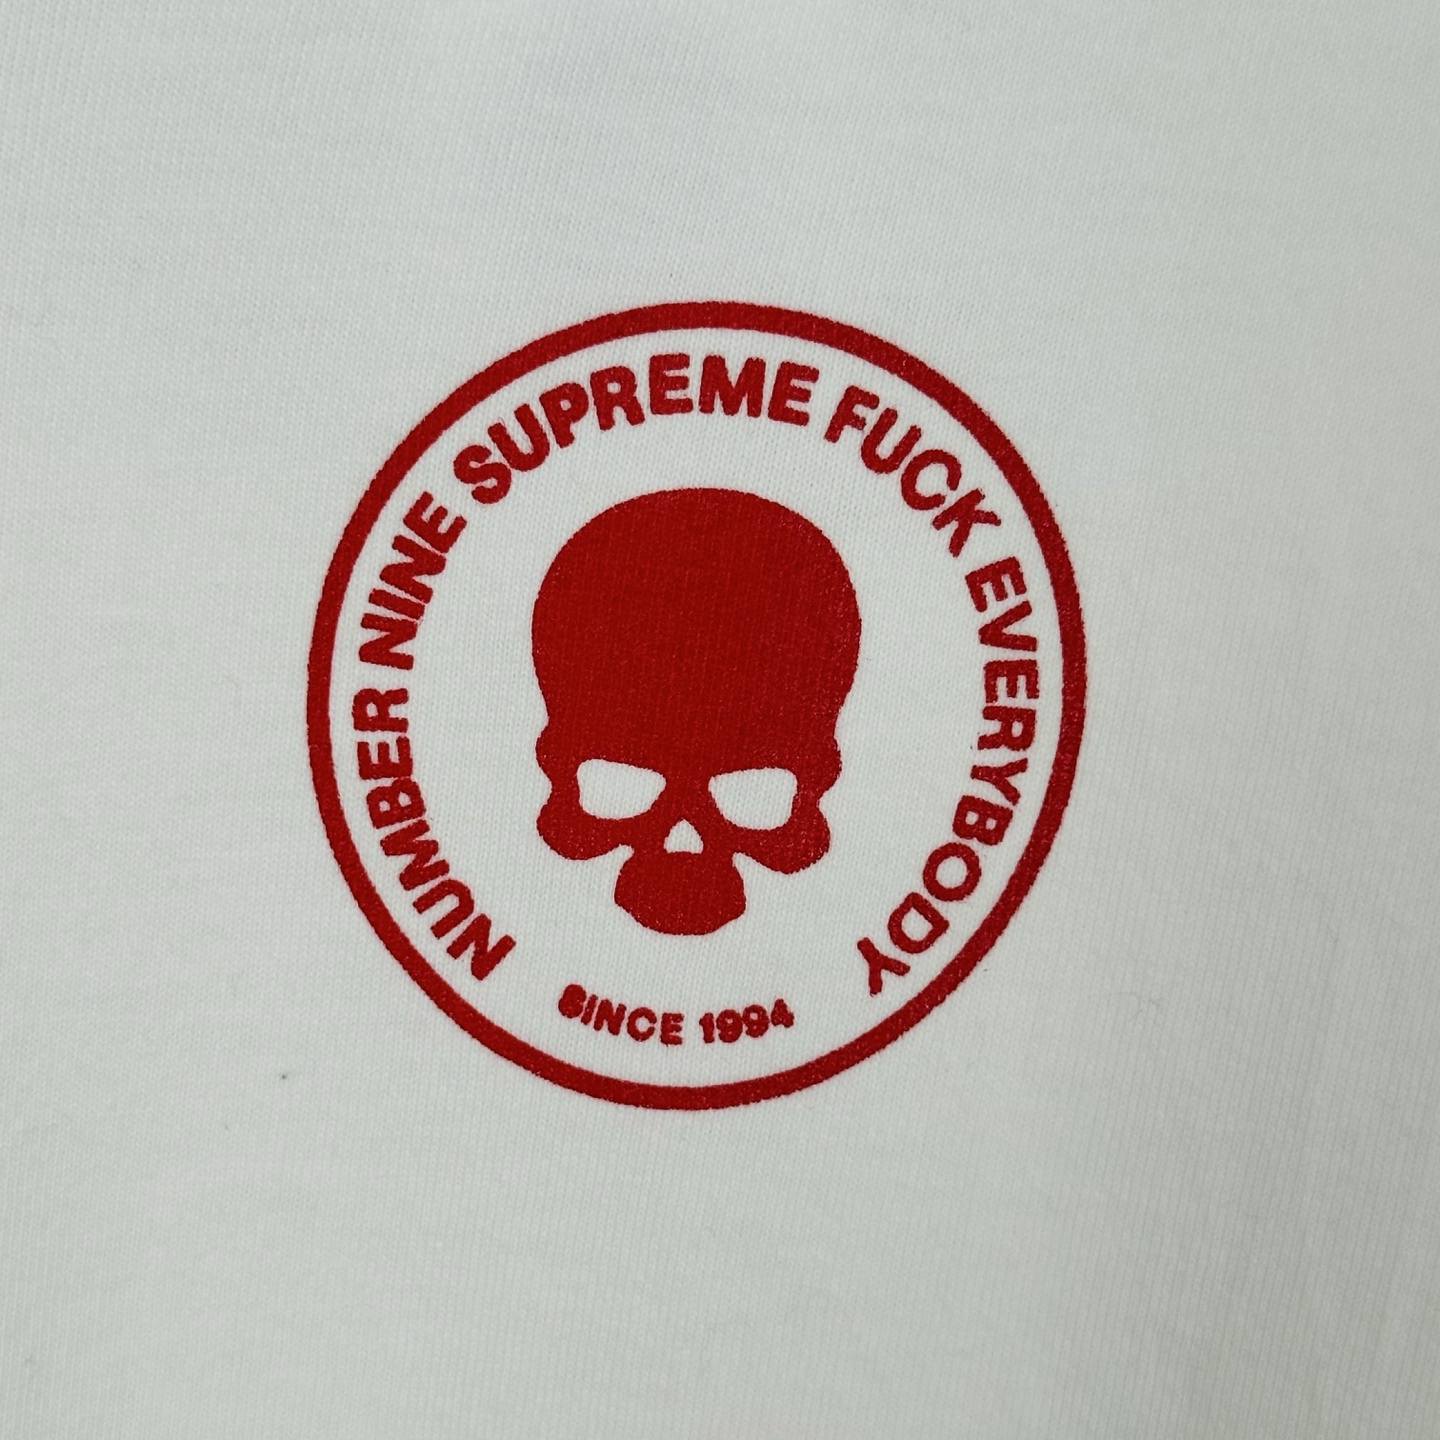 NUMBER NINE SUPREME FUCK EVERYBODY
SINCE 1994